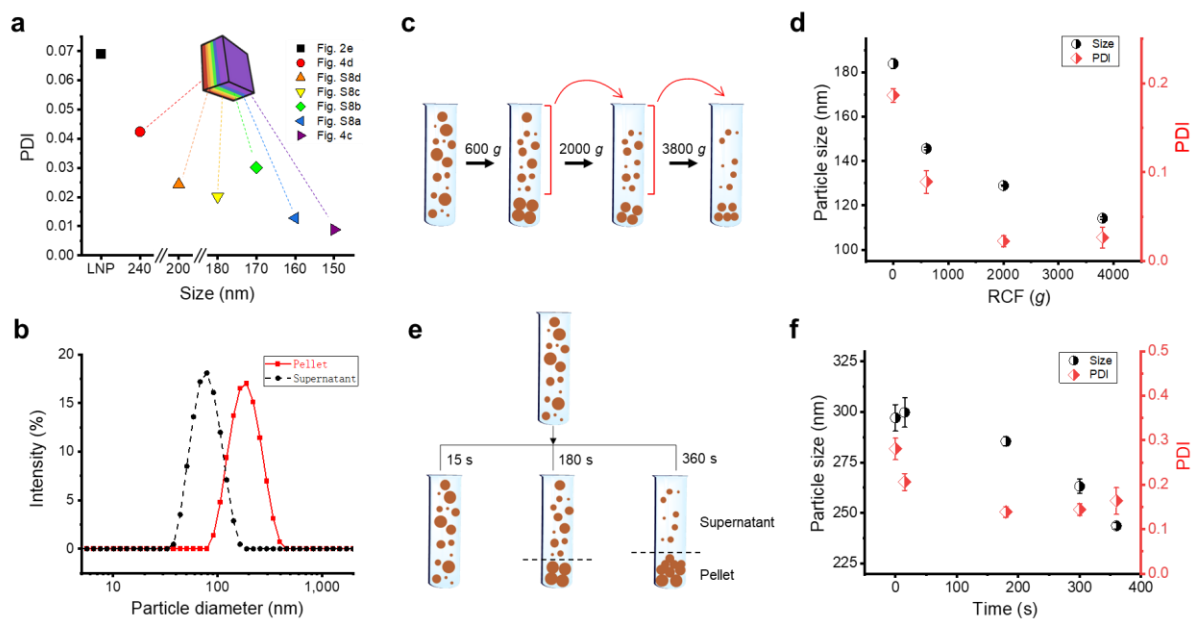 a
PDI
0.07
0.06
0.05
0.04
0.03
0.02
0.01
0.00
LNP 240 200 180 170 160 150
Size (nm)
Fig. 2e
Fig. 4d
Fig. S8d
Fig. S8c
Fig. S8b
Fig. S8a
Fig. 4c
b
Intensity (%)
20
15
10
5
0
10 100 1,000
Particle diameter (nm)
Pellet
Supernatant
c
600 g
2000 g
3800 g
d
Particle size (nm)
180
160
140
120
100
0 1000 2000 3000 4000
RCF (g)
Size
PDI
0.2
0.1
0.0
PDI
e
15 s
180 s
360 s
Supernatant
Pellet
f
Particle size (nm)
325
300
275
250
225
0 100 200 300 400
Time (s)
Size
PDI
0.5
0.4
0.3
0.2
0.1
0.0
PDI